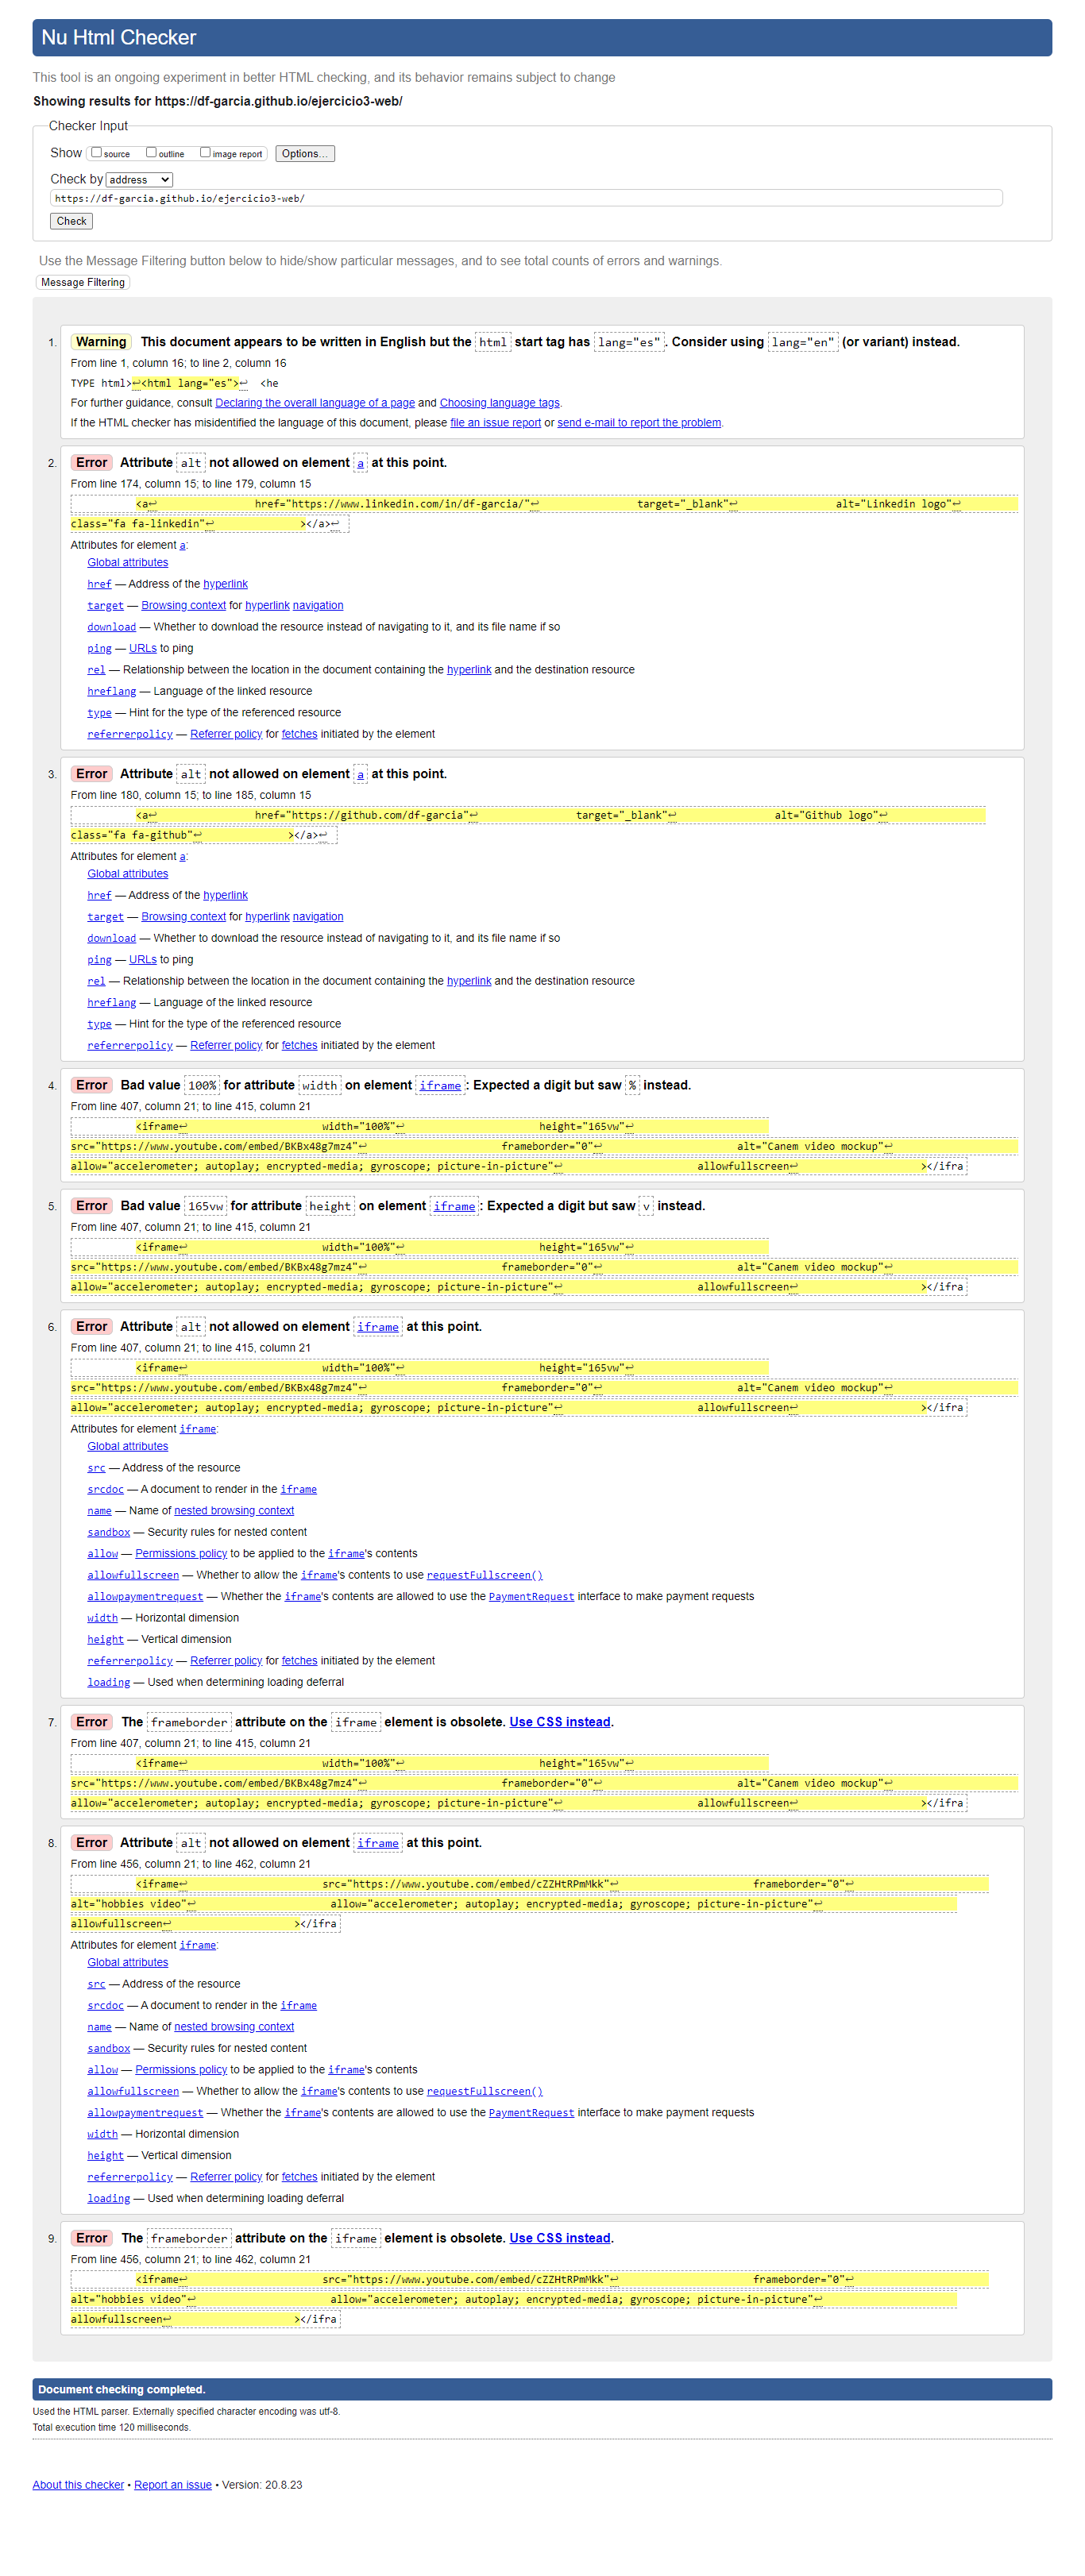 Nu Html Checker
This tool is an ongoing experiment in better HTML checking, and its behavior remains subject to change
Showing results for https://df-garcia.github.io/ejercicio3-web/
Checker Input
Show source outline image report Options...
Check by address
https://df-garcia.github.io/ejercicio3-web/
Check
Use the Message Filtering button below to hide/show particular messages, and to see total counts of errors and warnings.
Message Filtering
1. Warning This document appears to be written in English but the html start tag has lang="es". Consider using lang="en" (or variant) instead.
From line 1, column 16; to line 2, column 16
TYPE html>↩<html lang="es">↩ <he
For further guidance, consult Declaring the overall language of a page and Choosing language tags.
If the HTML checker has misidentified the language of this document, please file an issue report or send e-mail to report the problem.
2. Error Attribute alt not allowed on element a at this point.
From line 174, column 15; to line 179, column 15
<a↩ href="https://www.linkedin.com/in/df-garcia/"↩ target="_blank"↩ alt="Linkedin logo"↩
class="fa fa-linkedin"↩ ></a>↩
Attributes for element a:
Global attributes
href — Address of the hyperlink
target — Browsing context for hyperlink navigation
download — Whether to download the resource instead of navigating to it, and its file name if so
ping — URLs to ping
rel — Relationship between the location in the document containing the hyperlink and the destination resource
hreflang — Language of the linked resource
type — Hint for the type of the referenced resource
referrerpolicy — Referrer policy for fetches initiated by the element
3. Error Attribute alt not allowed on element a at this point.
From line 180, column 15; to line 185, column 15
<a↩ href="https://github.com/df-garcia"↩ target="_blank"↩ alt="Github logo"↩
class="fa fa-github"↩ ></a>↩
Attributes for element a:
Global attributes
href — Address of the hyperlink
target — Browsing context for hyperlink navigation
download — Whether to download the resource instead of navigating to it, and its file name if so
ping — URLs to ping
rel — Relationship between the location in the document containing the hyperlink and the destination resource
hreflang — Language of the linked resource
type — Hint for the type of the referenced resource
referrerpolicy — Referrer policy for fetches initiated by the element
4. Error Bad value 100% for attribute width on element iframe: Expected a digit but saw % instead.
From line 407, column 21; to line 415, column 21
<iframe↩ width="100%"↩ height="165vw"↩
src="https://www.youtube.com/embed/BKBx48g7mz4"↩ frameborder="0"↩ alt="Canem video mockup"↩
allow="accelerometer; autoplay; encrypted-media; gyroscope; picture-in-picture"↩ allowfullscreen↩ ></ifra
5. Error Bad value 165vw for attribute height on element iframe: Expected a digit but saw v instead.
From line 407, column 21; to line 415, column 21
<iframe↩ width="100%"↩ height="165vw"↩
src="https://www.youtube.com/embed/BKBx48g7mz4"↩ frameborder="0"↩ alt="Canem video mockup"↩
allow="accelerometer; autoplay; encrypted-media; gyroscope; picture-in-picture"↩ allowfullscreen↩ ></ifra
6. Error Attribute alt not allowed on element iframe at this point.
From line 407, column 21; to line 415, column 21
<iframe↩ width="100%"↩ height="165vw"↩
src="https://www.youtube.com/embed/BKBx48g7mz4"↩ frameborder="0"↩ alt="Canem video mockup"↩
allow="accelerometer; autoplay; encrypted-media; gyroscope; picture-in-picture"↩ allowfullscreen↩ ></ifra
Attributes for element iframe:
Global attributes
src — Address of the resource
srcdoc — A document to render in the iframe
name — Name of nested browsing context
sandbox — Security rules for nested content
allow — Permissions policy to be applied to the iframe's contents
allowfullscreen — Whether to allow the iframe's contents to use requestFullscreen()
allowpaymentrequest — Whether the iframe's contents are allowed to use the PaymentRequest interface to make payment requests
width — Horizontal dimension
height — Vertical dimension
referrerpolicy — Referrer policy for fetches initiated by the element
loading — Used when determining loading deferral
7. Error The frameborder attribute on the iframe element is obsolete. Use CSS instead.
From line 407, column 21; to line 415, column 21
<iframe↩ width="100%"↩ height="165vw"↩
src="https://www.youtube.com/embed/BKBx48g7mz4"↩ frameborder="0"↩ alt="Canem video mockup"↩
allow="accelerometer; autoplay; encrypted-media; gyroscope; picture-in-picture"↩ allowfullscreen↩ ></ifra
8. Error Attribute alt not allowed on element iframe at this point.
From line 456, column 21; to line 462, column 21
<iframe↩ src="https://www.youtube.com/embed/cZZHtRPmMkk"↩ frameborder="0"↩
alt="hobbies video"↩ allow="accelerometer; autoplay; encrypted-media; gyroscope; picture-in-picture"↩
allowfullscreen↩ ></ifra
Attributes for element iframe:
Global attributes
src — Address of the resource
srcdoc — A document to render in the iframe
name — Name of nested browsing context
sandbox — Security rules for nested content
allow — Permissions policy to be applied to the iframe's contents
allowfullscreen — Whether to allow the iframe's contents to use requestFullscreen()
allowpaymentrequest — Whether the iframe's contents are allowed to use the PaymentRequest interface to make payment requests
width — Horizontal dimension
height — Vertical dimension
referrerpolicy — Referrer policy for fetches initiated by the element
loading — Used when determining loading deferral
9. Error The frameborder attribute on the iframe element is obsolete. Use CSS instead.
From line 456, column 21; to line 462, column 21
<iframe↩ src="https://www.youtube.com/embed/cZZHtRPmMkk"↩ frameborder="0"↩
alt="hobbies video"↩ allow="accelerometer; autoplay; encrypted-media; gyroscope; picture-in-picture"↩
allowfullscreen↩ ></ifra
Document checking completed.
Used the HTML parser. Externally specified character encoding was utf-8.
Total execution time 120 milliseconds.
About this checker • Report an issue • Version: 20.8.23